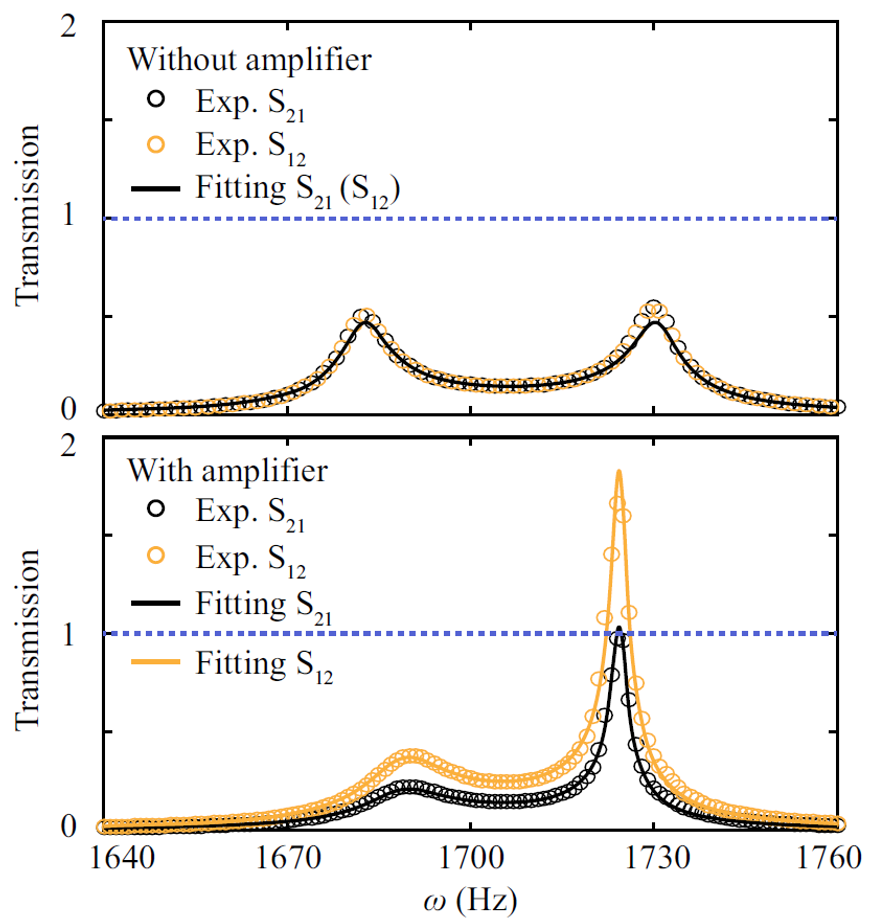 2
Without amplifier
Exp. S21
Exp. S12
Fitting S21 (S12)
1
0
Transmission
2
With amplifier
Exp. S21
Exp. S12
Fitting S21
1
Fitting S12
0
Transmission
1640 1670 1700 1730 1760
ω (Hz)